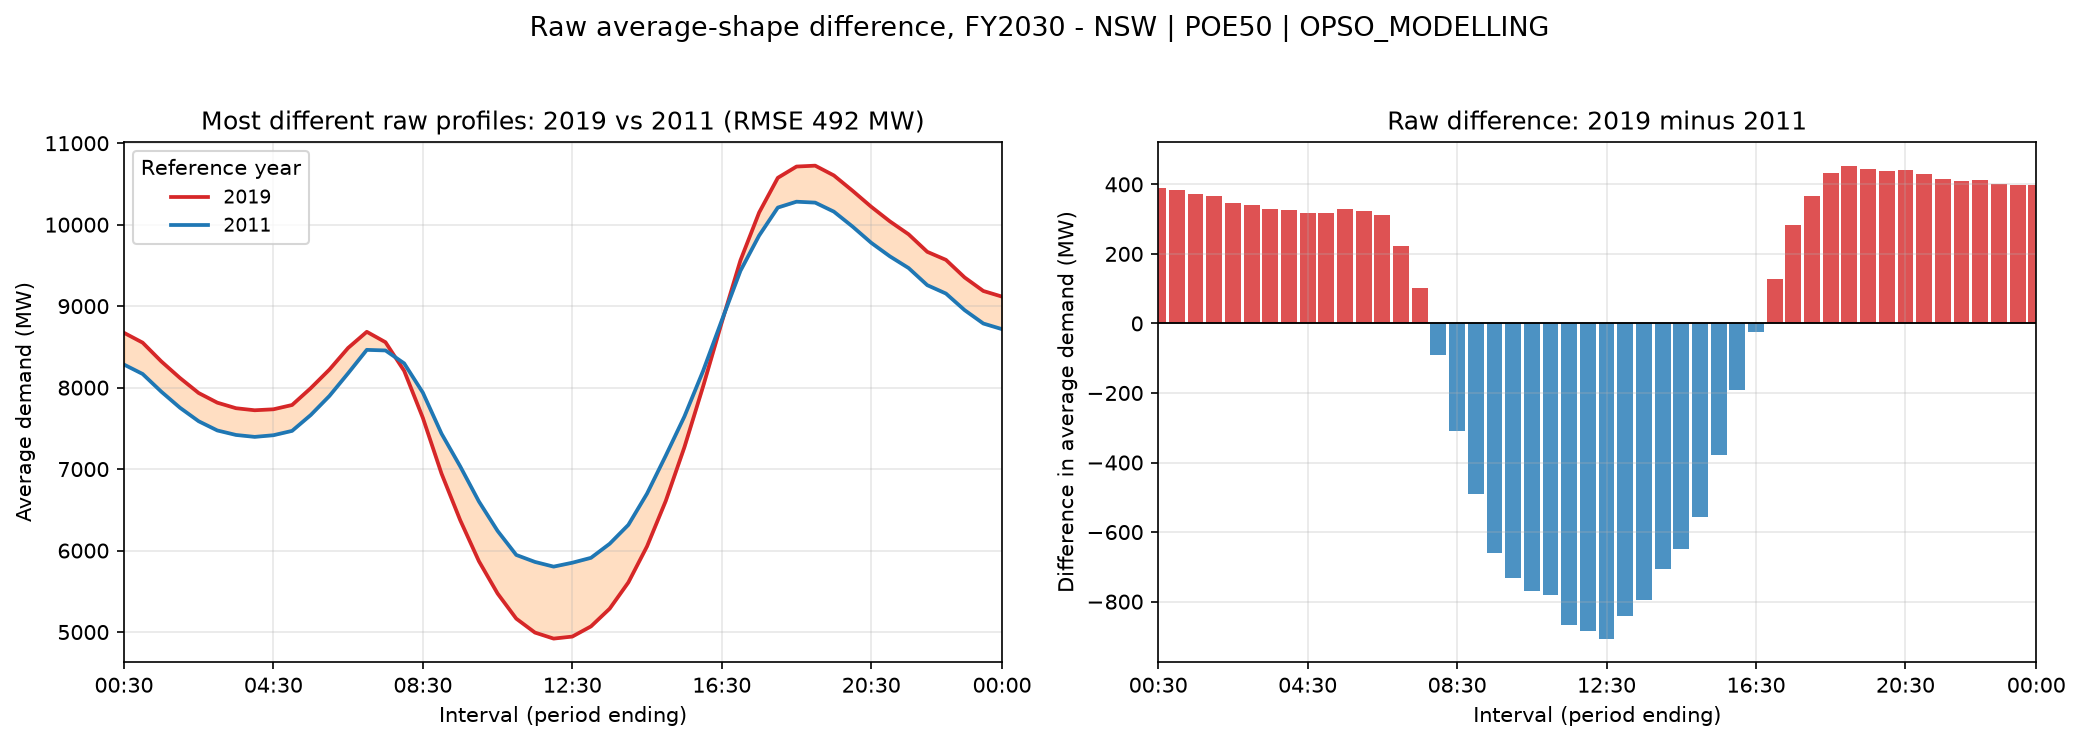 Raw average-shape difference, FY2030 - NSW | POE50 | OPSO_MODELLING
Most different raw profiles: 2019 vs 2011 (RMSE 492 MW)
Average demand (MW)
11000
10000
9000
8000
7000
6000
5000
Reference year
2019
2011
00:30 04:30 08:30 12:30 16:30 20:30 00:00
Interval (period ending)
Raw difference: 2019 minus 2011
Difference in average demand (MW)
400
200
0
−200
−400
−600
−800
00:30 04:30 08:30 12:30 16:30 20:30 00:00
Interval (period ending)